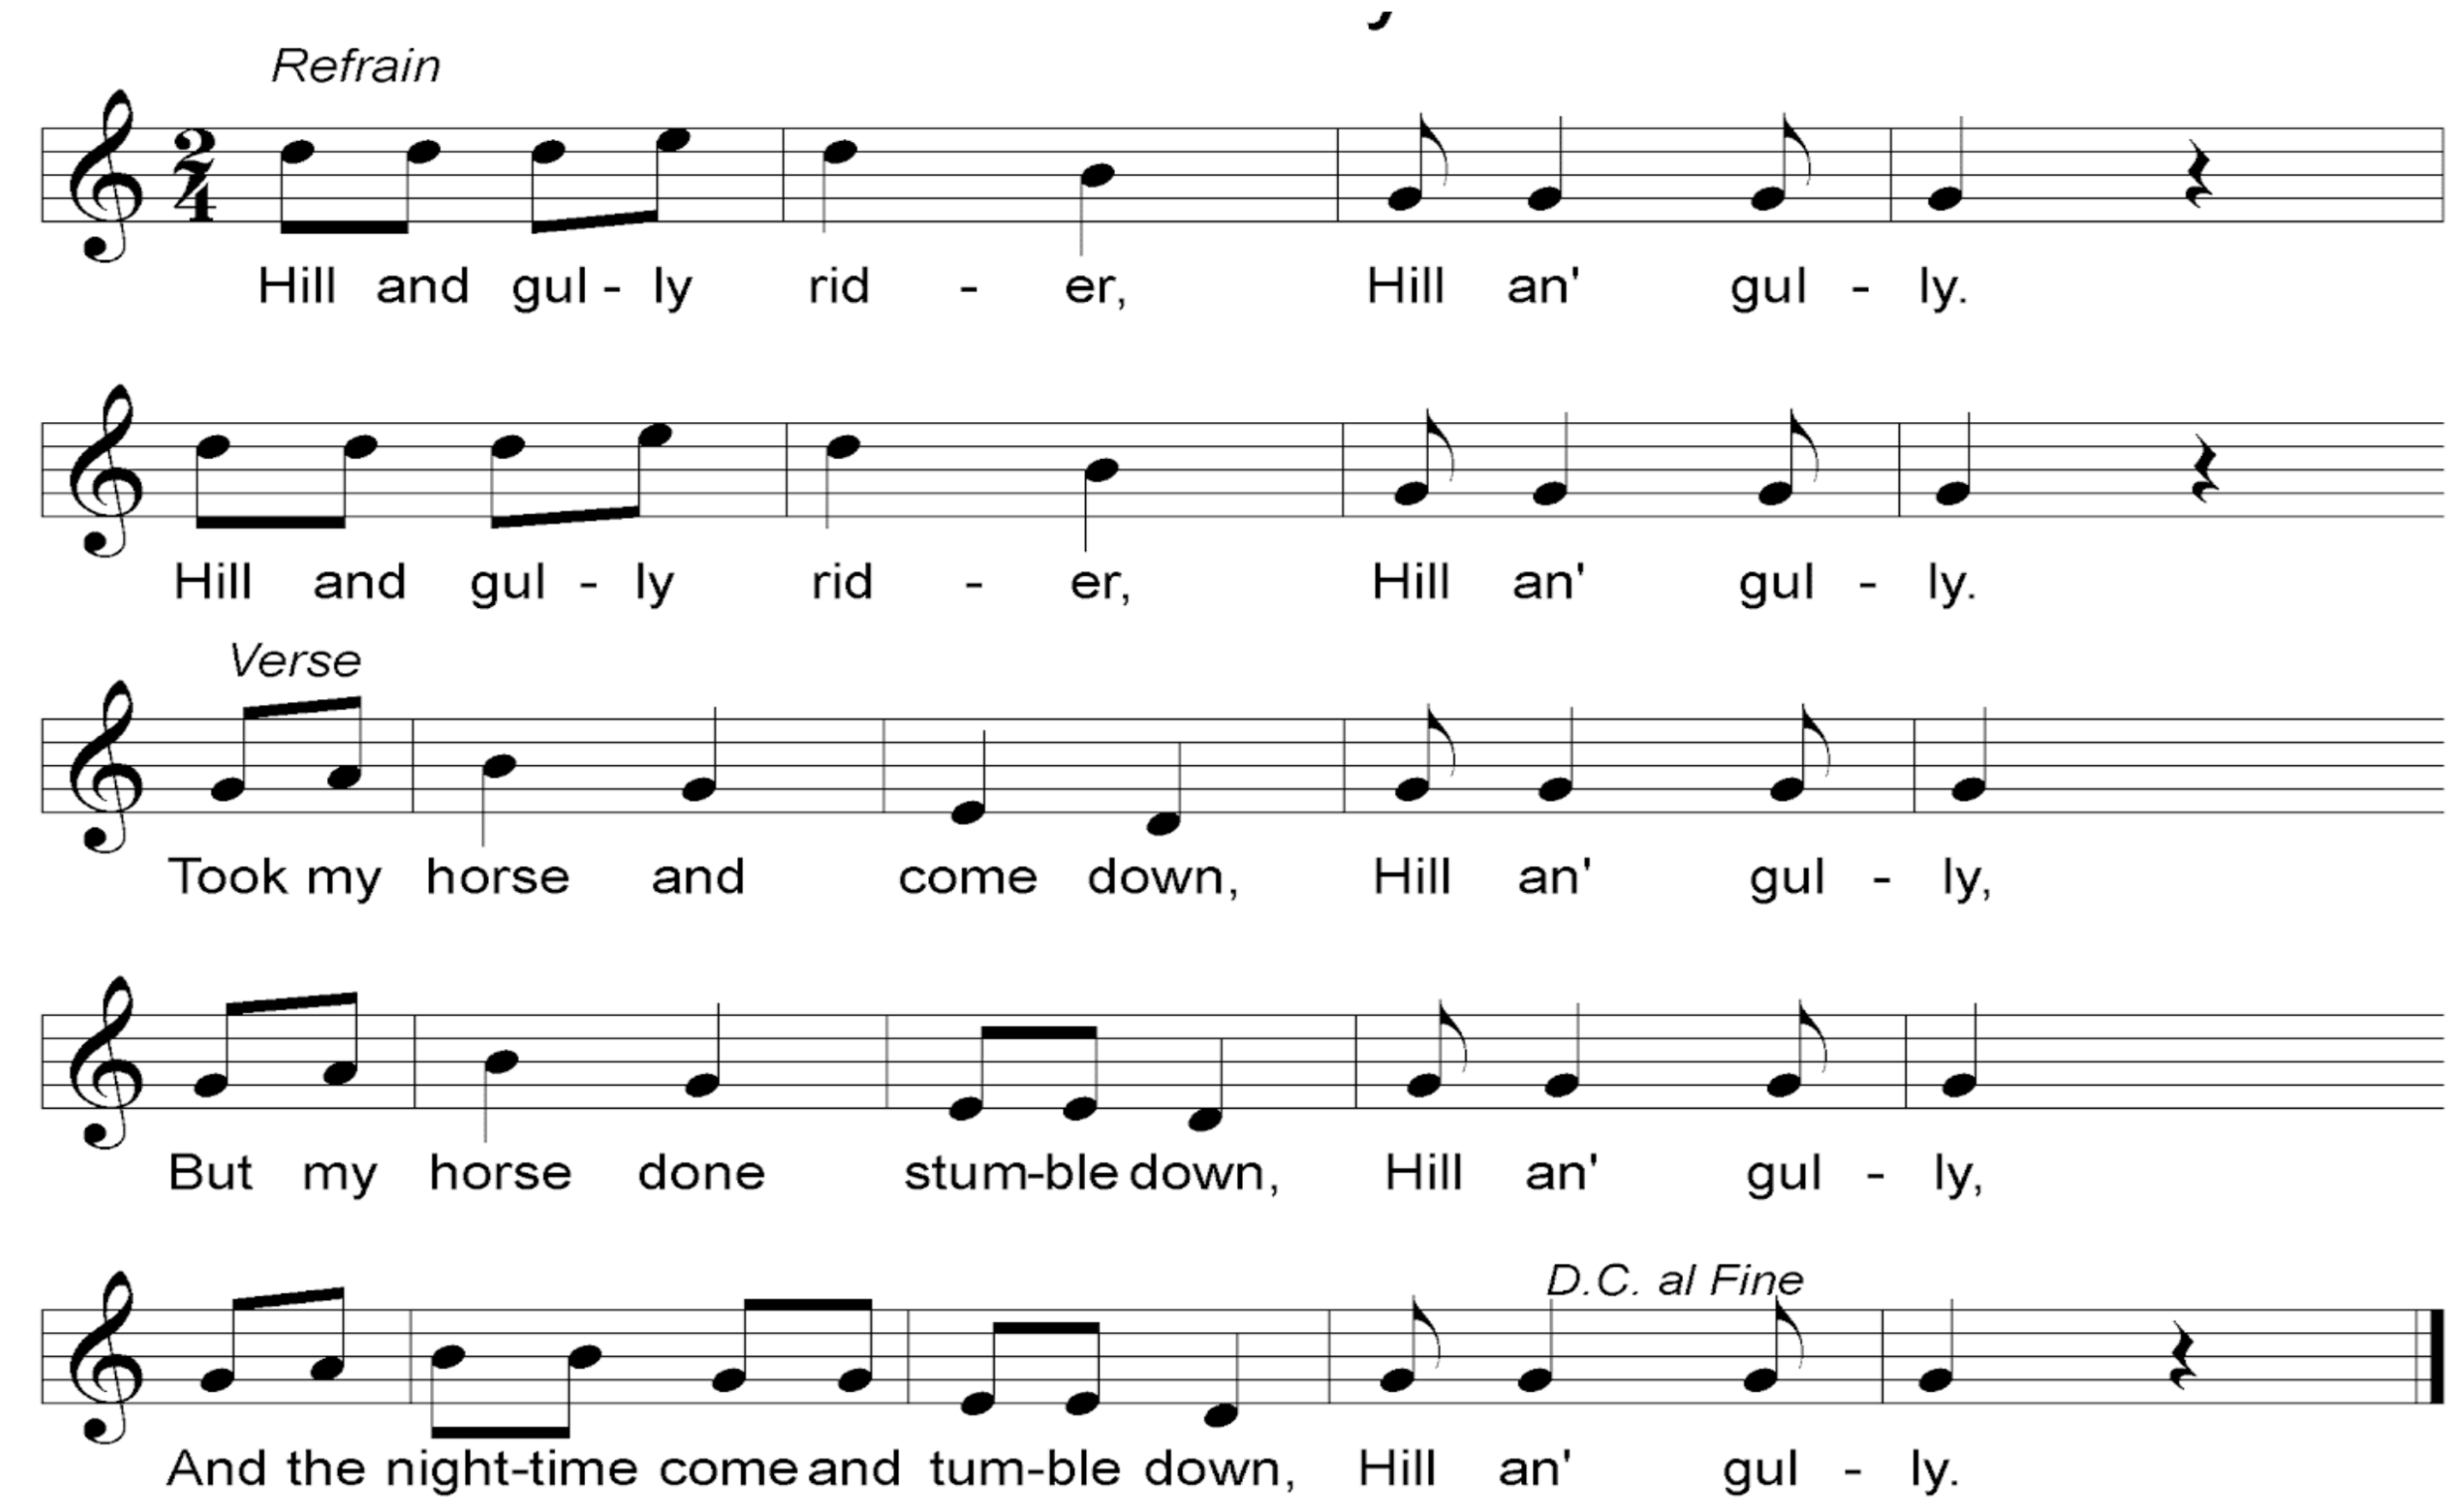 Refrain
2
4
Hill and gul - ly rid - er, Hill an' gul - ly.
Hill and gul - ly rid - er, Hill an' gul - ly.
Verse
Took my horse and come down, Hill an' gul - ly,
But my horse done stum-ble down, Hill an' gul - ly,
D.C. al Fine
And the night-time come and tum-ble down, Hill an' gul - ly.